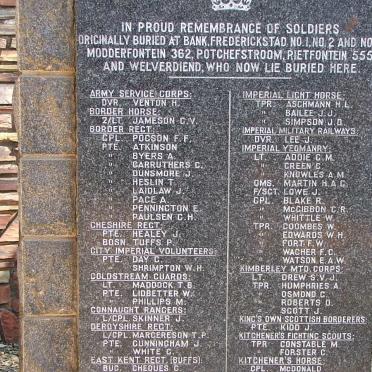 IN PROUD REMEMBRANCE OF SOLDIERS
ORIGINALLY BURIED AT BANK, FREDERICKSTAD NO.1, NO.2 AND NO
MODDERFONTEIN 362, POTCHEFSTROOM, RIETFONTEIN 555
AND WELVERDIEND, WHO NOW LIE BURIED HERE.
ARMY SERVICE CORPS:
DVR. VENTON H.
BORDER HORSE:
2/LT. JAMESON C.V.
BORDER REGT:
CPL. POCSON F.F.
PTE. ATKINSON
" BYERS A.
" CARRUTHERS C.
" DUNSMORE J.
" HESLIN T.
" LAIDLAW J.
" PACE A.
" PENNINGTON E.
" PAULSEN C.H.
CHESHIRE REGT:
PTE. HEALEY J.
BGSN. TUFFS P.
CITY IMPERIAL VOLUNTEERS:
PTE. DAY C.
" SHRIMPTON W.H.
COLDSTREAM GUARDS:
LT. MADDOCK T.B.
PTE. LIDBETTER W.
" PHILLIPS M.
CONNAUGHT RANGERS:
L/CPL. SKINNER J.
DERBYSHIRE REGT:
L/CPL. MARCERESON T.P.
PTE. CUNNINGHAM J.
" WHITE G.
EAST KENT REGT. (BUFFS):
BUG. CHEQUES C.
IMPERIAL LIGHT HORSE:
TPR. ASCHMANN H.L.
" BAILEE J.J.
" SIMPSON J.D.
IMPERIAL MILITARY RAILWAYS:
DVR. LEE J.
IMPERIAL YEOMANRY:
LT. ADDIE C.M.
" GREEN C.
" KNOWLES A.M.
QMS. MARTIN H.A.C.
F/SGT. LOWE J.
CPL. BLAKE R.
" MCGIBBON C.R.
" WHITTLE W.
TPR. COOMBES W.
" EDWARDS W.H.
" FORT F.W.
" WACHER F.C.
" WATSON E.A.W.
KIMBERLEY MTD. CORPS:
LT. DREW S.V.J.
TPR. HUMPHRIES A.
" OSMOND C.
" ROBERTS D.
" SCOTT J.
KING'S OWN SCOTTISH BORDERERS:
PTE. KIDD J.
KITCHENER'S FIGHTING SCOUTS:
TPR. CONSTABLE M.
" FORSTER C.
KITCHENER'S HORSE:
CPL. MCDONALD